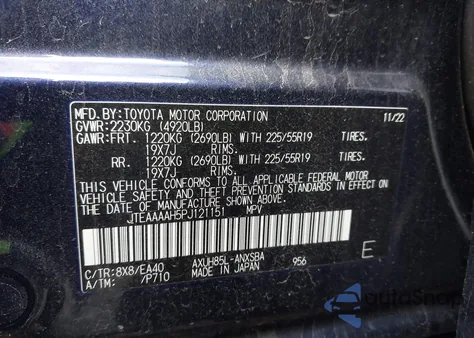 MFD.BY:TOYOTA MOTOR CORPORATION 11/22
GVWR:2230KG (4920LB)
GAWR:FRT. 1220KG (2690LB) WITH 225/55R19 TIRES.
19X7J RIMS.
RR. 1220KG (2690LB) WITH 225/55R19 TIRES.
19X7J RIMS.
THIS VEHICLE CONFORMS TO ALL APPLICABLE FEDERAL MOTOR
VEHICLE SAFETY AND THEFT PREVENTION STANDARDS IN
EFFECT ON THE DATE OF MANUFACTURE SHOWN ABOVE.
JTEAAAAH5PJ121151 MPV
E
C/TR:8X8/EA40 AXUH85L-ANXSBA 956
A/TM: /P710 MADE IN JAPAN
autoSnap